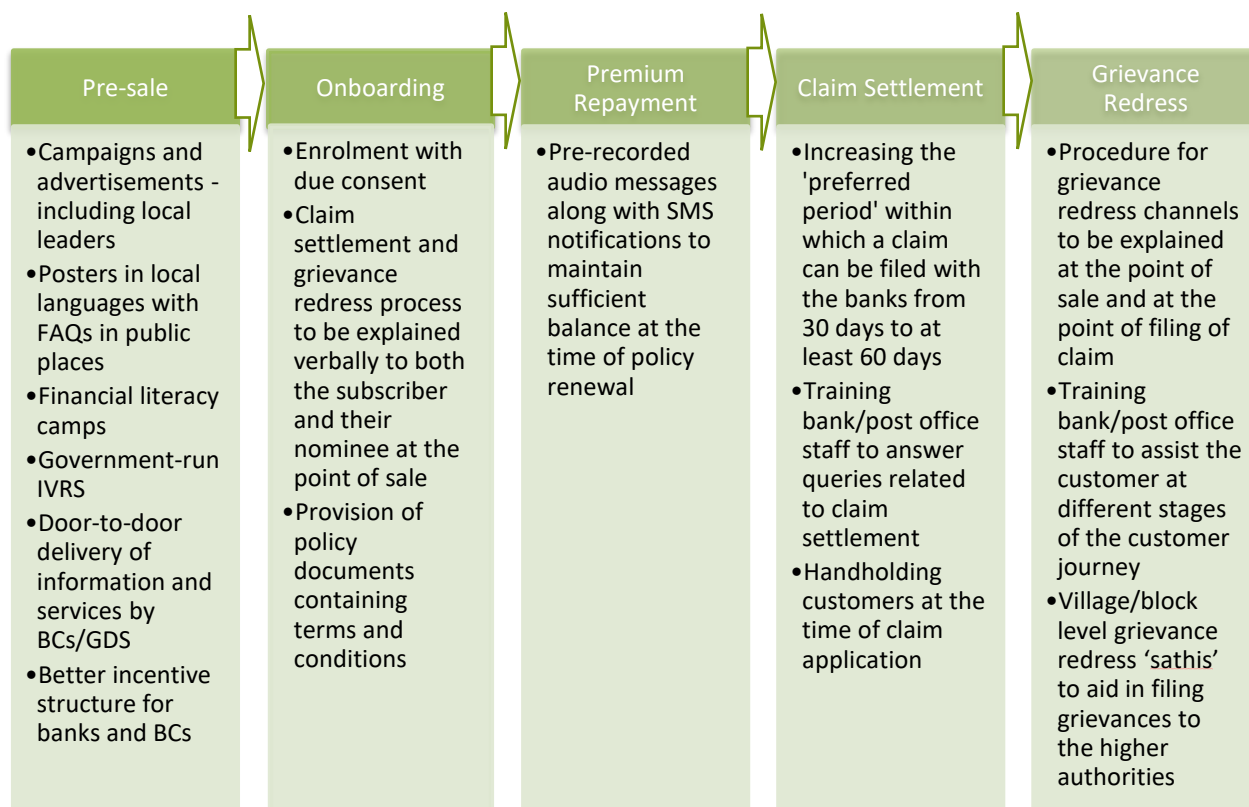 Pre-sale
•Campaigns and
advertisements -
including local
leaders
•Posters in local
languages with
FAQs in public
places
•Financial literacy
camps
•Government-run
IVRS
•Door-to-door
delivery of
information and
services by
BCs/GDS
•Better incentive
structure for
banks and BCs
Onboarding
•Enrolment with
due consent
•Claim
settlement and
grievance
redress process
to be explained
verbally to both
the subscriber
and their
nominee at the
point of sale
•Provision of
policy
documents
containing
terms and
conditions
Premium
Repayment
•Pre-recorded
audio messages
along with SMS
notifications to
maintain
sufficient
balance at the
time of policy
renewal
Claim Settlement
•Increasing the
'preferred
period' within
which a claim
can be filed with
the banks from
30 days to at
least 60 days
•Training
bank/post office
staff to answer
queries related
to claim
settlement
•Handholding
customers at the
time of claim
application
Grievance
Redress
•Procedure for
grievance
redress channels
to be explained
at the point of
sale and at the
point of filing of
claim
•Training
bank/post office
staff to assist the
customer at
different stages
of the customer
journey
•Village/block
level grievance
redress ‘sathis’
to aid in filing
grievances to
the higher
authorities